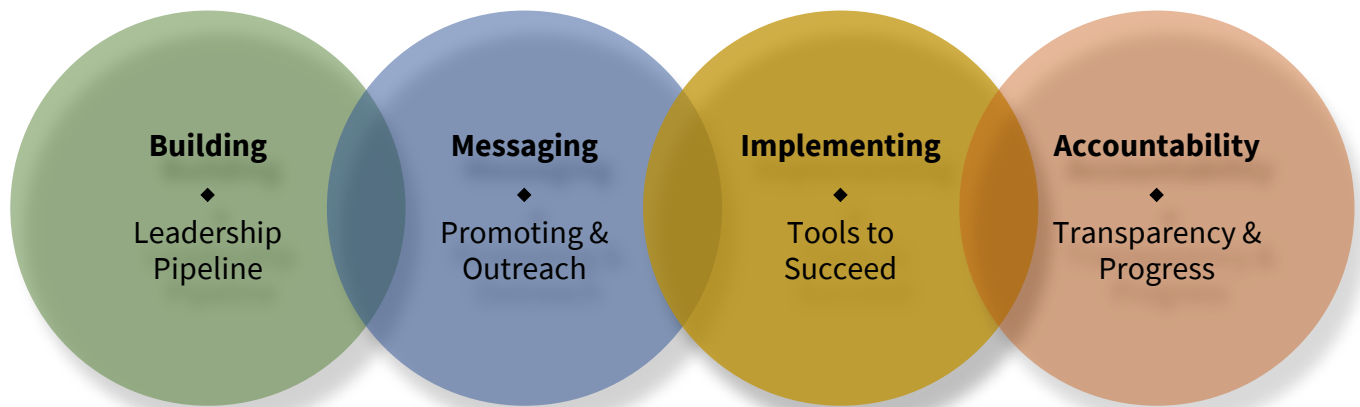 Building
◆
Leadership
Pipeline
Messaging
◆
Promoting &
Outreach
Implementing
◆
Tools to
Succeed
Accountability
◆
Transparency &
Progress